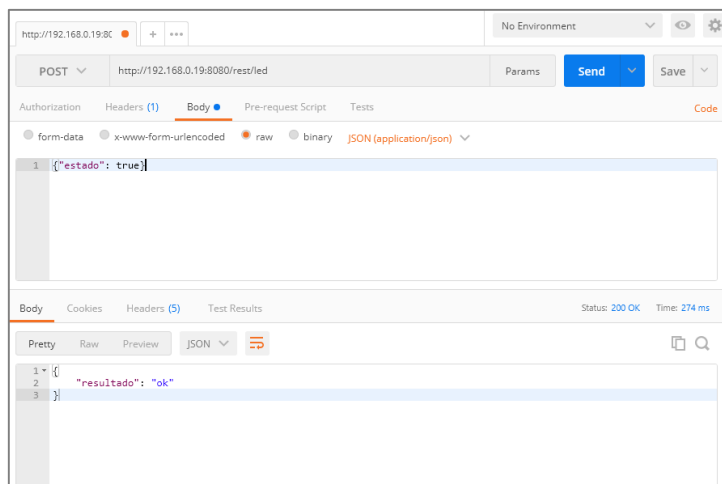 http://192.168.0.19:80
+
•••
No Environment
POST
http://192.168.0.19:8080/rest/led
Params
Send
Save
Authorization
Headers (1)
Body
Pre-request Script
Tests
Code
form-data
x-www-form-urlencoded
raw
binary
JSON (application/json)
1 {"estado": true}
Body
Cookies
Headers (5)
Test Results
Status: 200 OK
Time: 274 ms
Pretty
Raw
Preview
JSON
1 {
2 "resultado": "ok"
3 }